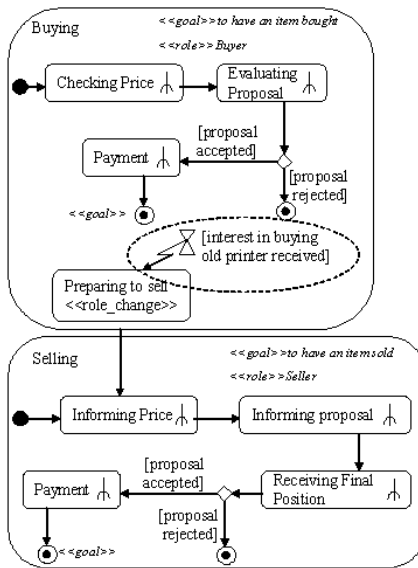 Buying
<<goal>>to have an item bought
<<role>>Buyer
Checking Price
Evaluating
Proposal
[proposal
accepted]
Payment
[proposal
rejected]
<<goal>>
[interest in buying
old printer received]
Preparing to sell
<<role_change>>
Selling
<<goal>>to have an item sold
<<role>>Seller
Informing Price
Informing proposal
[proposal
accepted]
Payment
Receiving Final
Position
[proposal
rejected]
<<goal>>